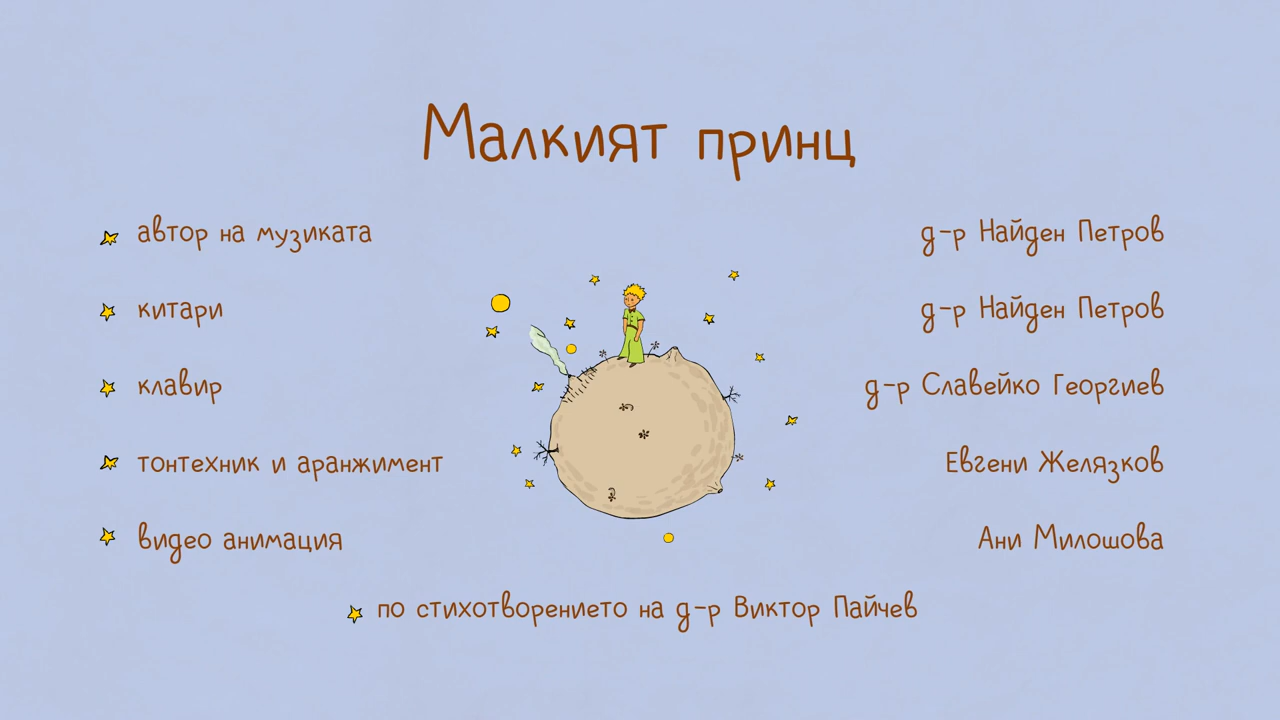 Малкият принц
автор на музиката д-р Найден Петров
китари д-р Найден Петров
клавир д-р Славейко Георгиев
тонтехник и аранжимент Евгени Желязков
видео анимация Ани Милошова
по стихотворението на д-р Виктор Пайчев